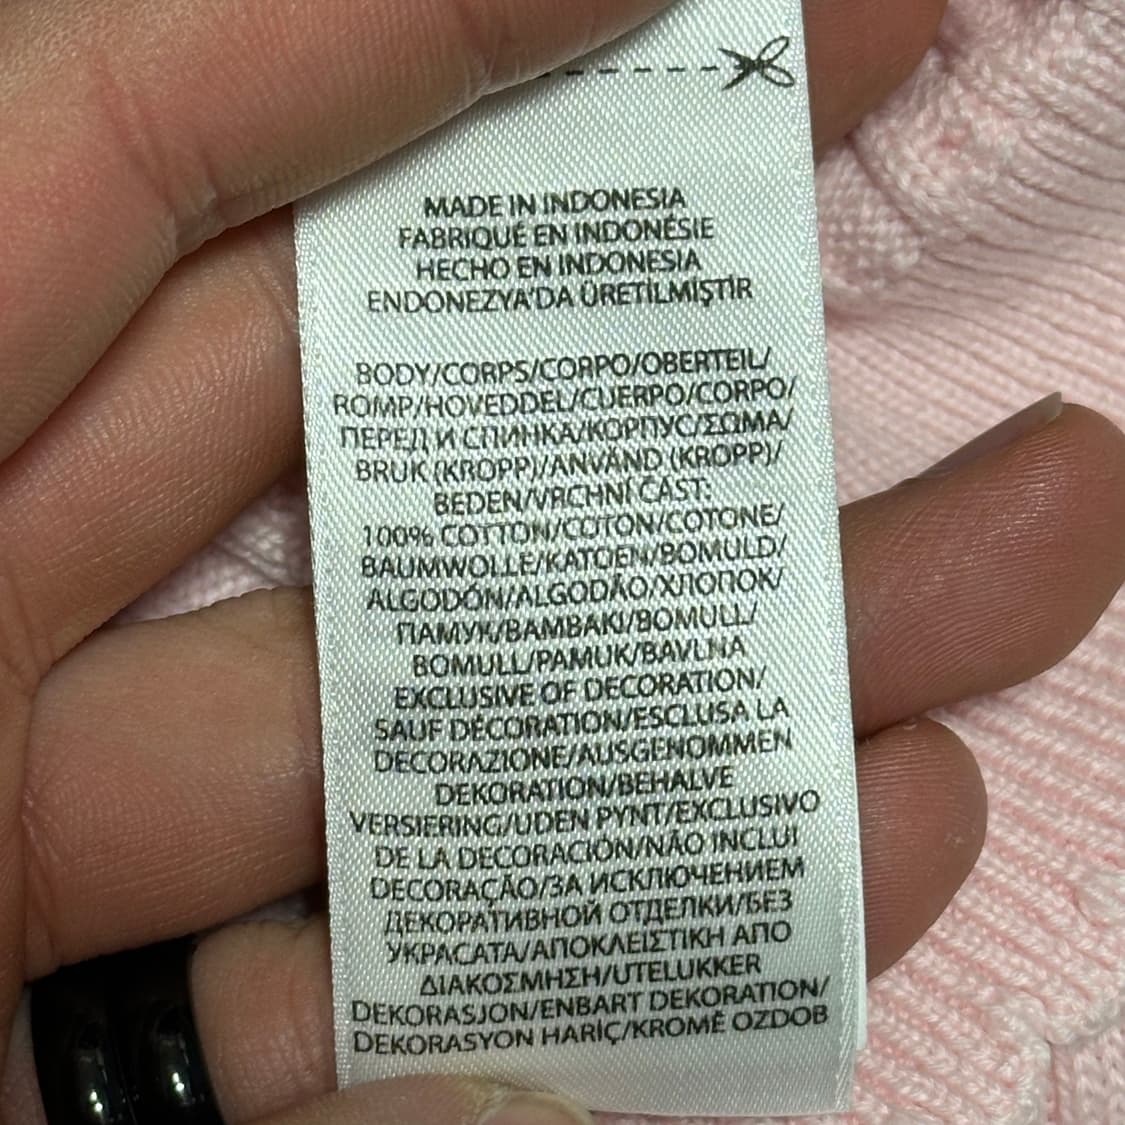 MADE IN INDONESIA
FABRIQUÉ EN INDONÉSIE
HECHO EN INDONESIA
ENDONEZYA'DA ÜRETİLMİŞTİR
BODY/CORPS/CORPO/OBERTEIL/
ROMP/HOVEDDEL/CUERPO/CORPO/
ПЕРЕД И СПИНКА/КОРПУС/ΣΩΜΑ/
BRUK (KROPP)/ANVÄND (KROPP)/
BEDEN/VRCHNÍ ČÁST:
100% COTTON/COTON/COTONE/
BAUMWOLLE/KATOEN/BOMULD/
ALGODÓN/ALGODÃO/ХЛОПОК/
ПАМУК/ΒΑΜΒΑΚΙ/BOMULL/
BOMULL/PAMUK/BAVLNA
EXCLUSIVE OF DECORATION/
SAUF DÉCORATION/ESCLUSA LA
DECORAZIONE/AUSGENOMMEN
DEKORATION/BEHALVE
VERSIERING/UDEN PYNT/EXCLUSIVO
DE LA DECORACIÓN/NÃO INCLUI
DECORAÇÃO/ЗА ИСКЛЮЧЕНИЕМ
ДЕКОРАТИВНОЙ ОТДЕЛКИ/БЕЗ
УКРАСАТА/ΑΠΟΚΛΕΙΣΤΙΚΗ ΑΠΟ
ΔΙΑΚΟΣΜΗΣΗ/UTELUKKER
DEKORASJON/ENBART DEKORATION/
DEKORASYON HARİÇ/KROMĚ OZDOB